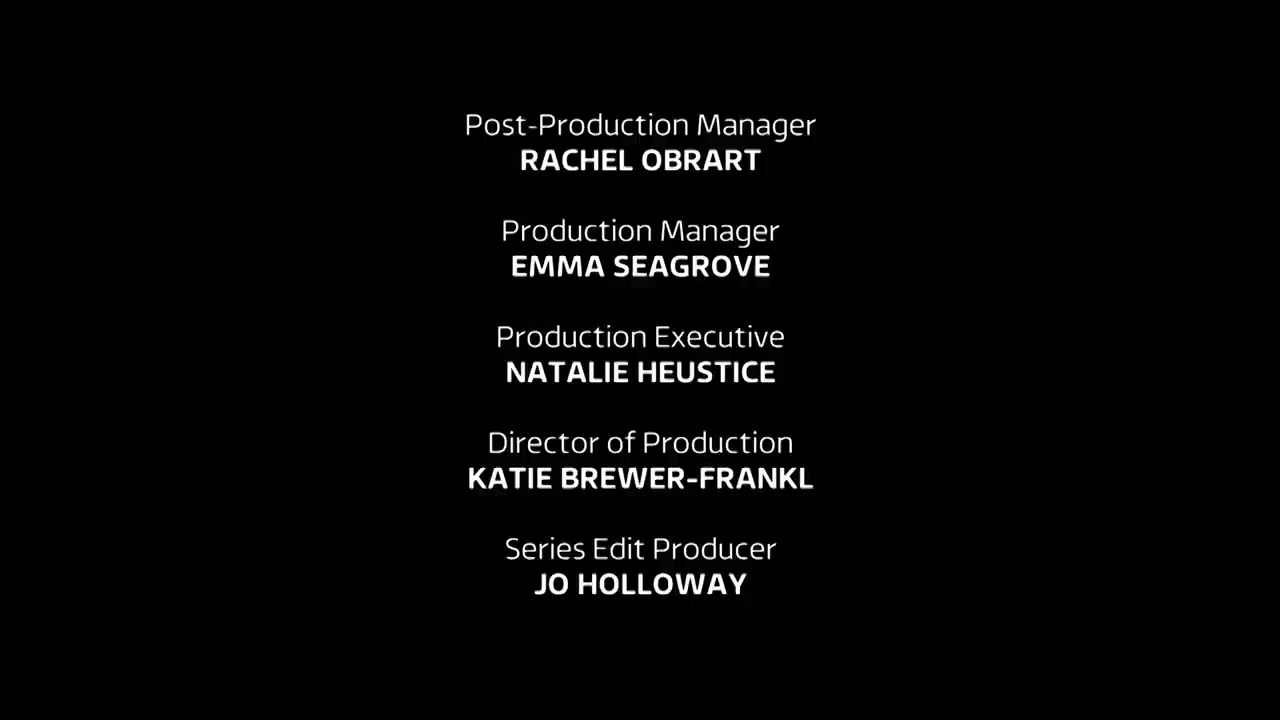 Post-Production Manager
RACHEL OBRART
Production Manager
EMMA SEAGROVE
Production Executive
NATALIE HEUSTICE
Director of Production
KATIE BREWER-FRANKL
Series Edit Producer
JO HOLLOWAY